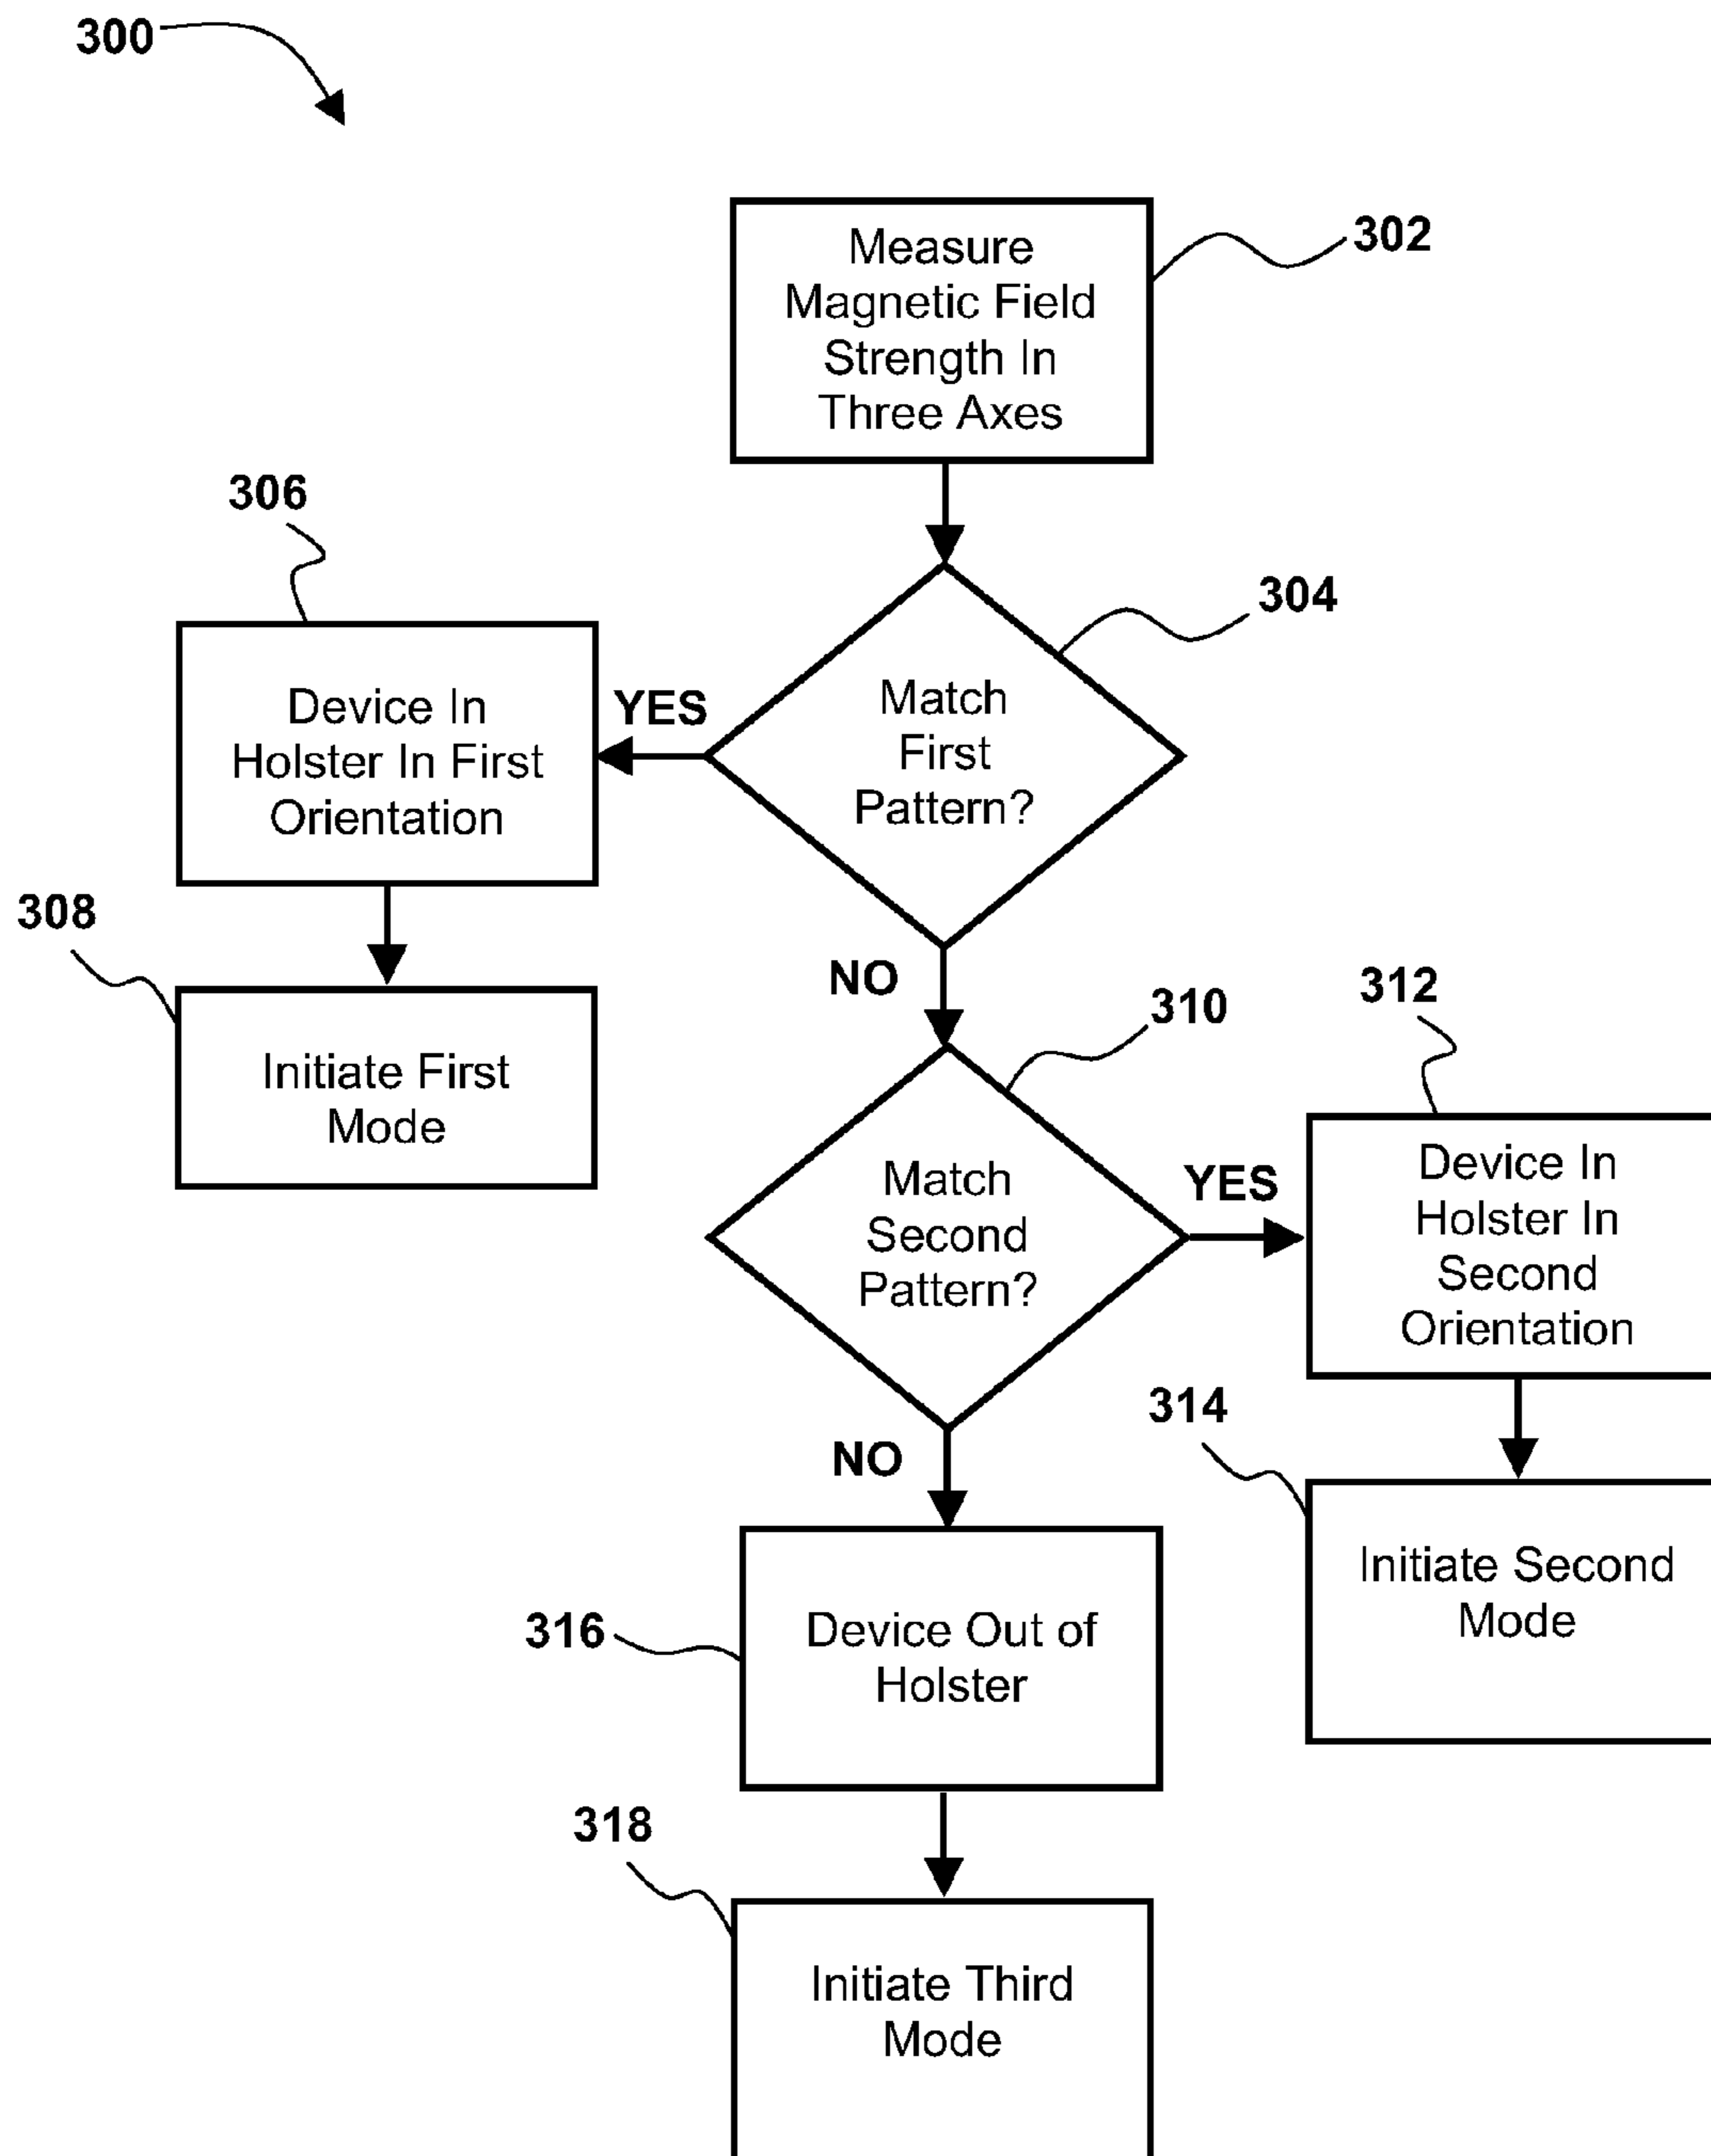 300
302
Measure
Magnetic Field
Strength In
Three Axes
304
Match
First
Pattern?
YES
306
Device In
Holster In First
Orientation
308
Initiate First
Mode
NO
310
Match
Second
Pattern?
YES
312
Device In
Holster In
Second
Orientation
314
Initiate Second
Mode
NO
316
Device Out of
Holster
318
Initiate Third
Mode